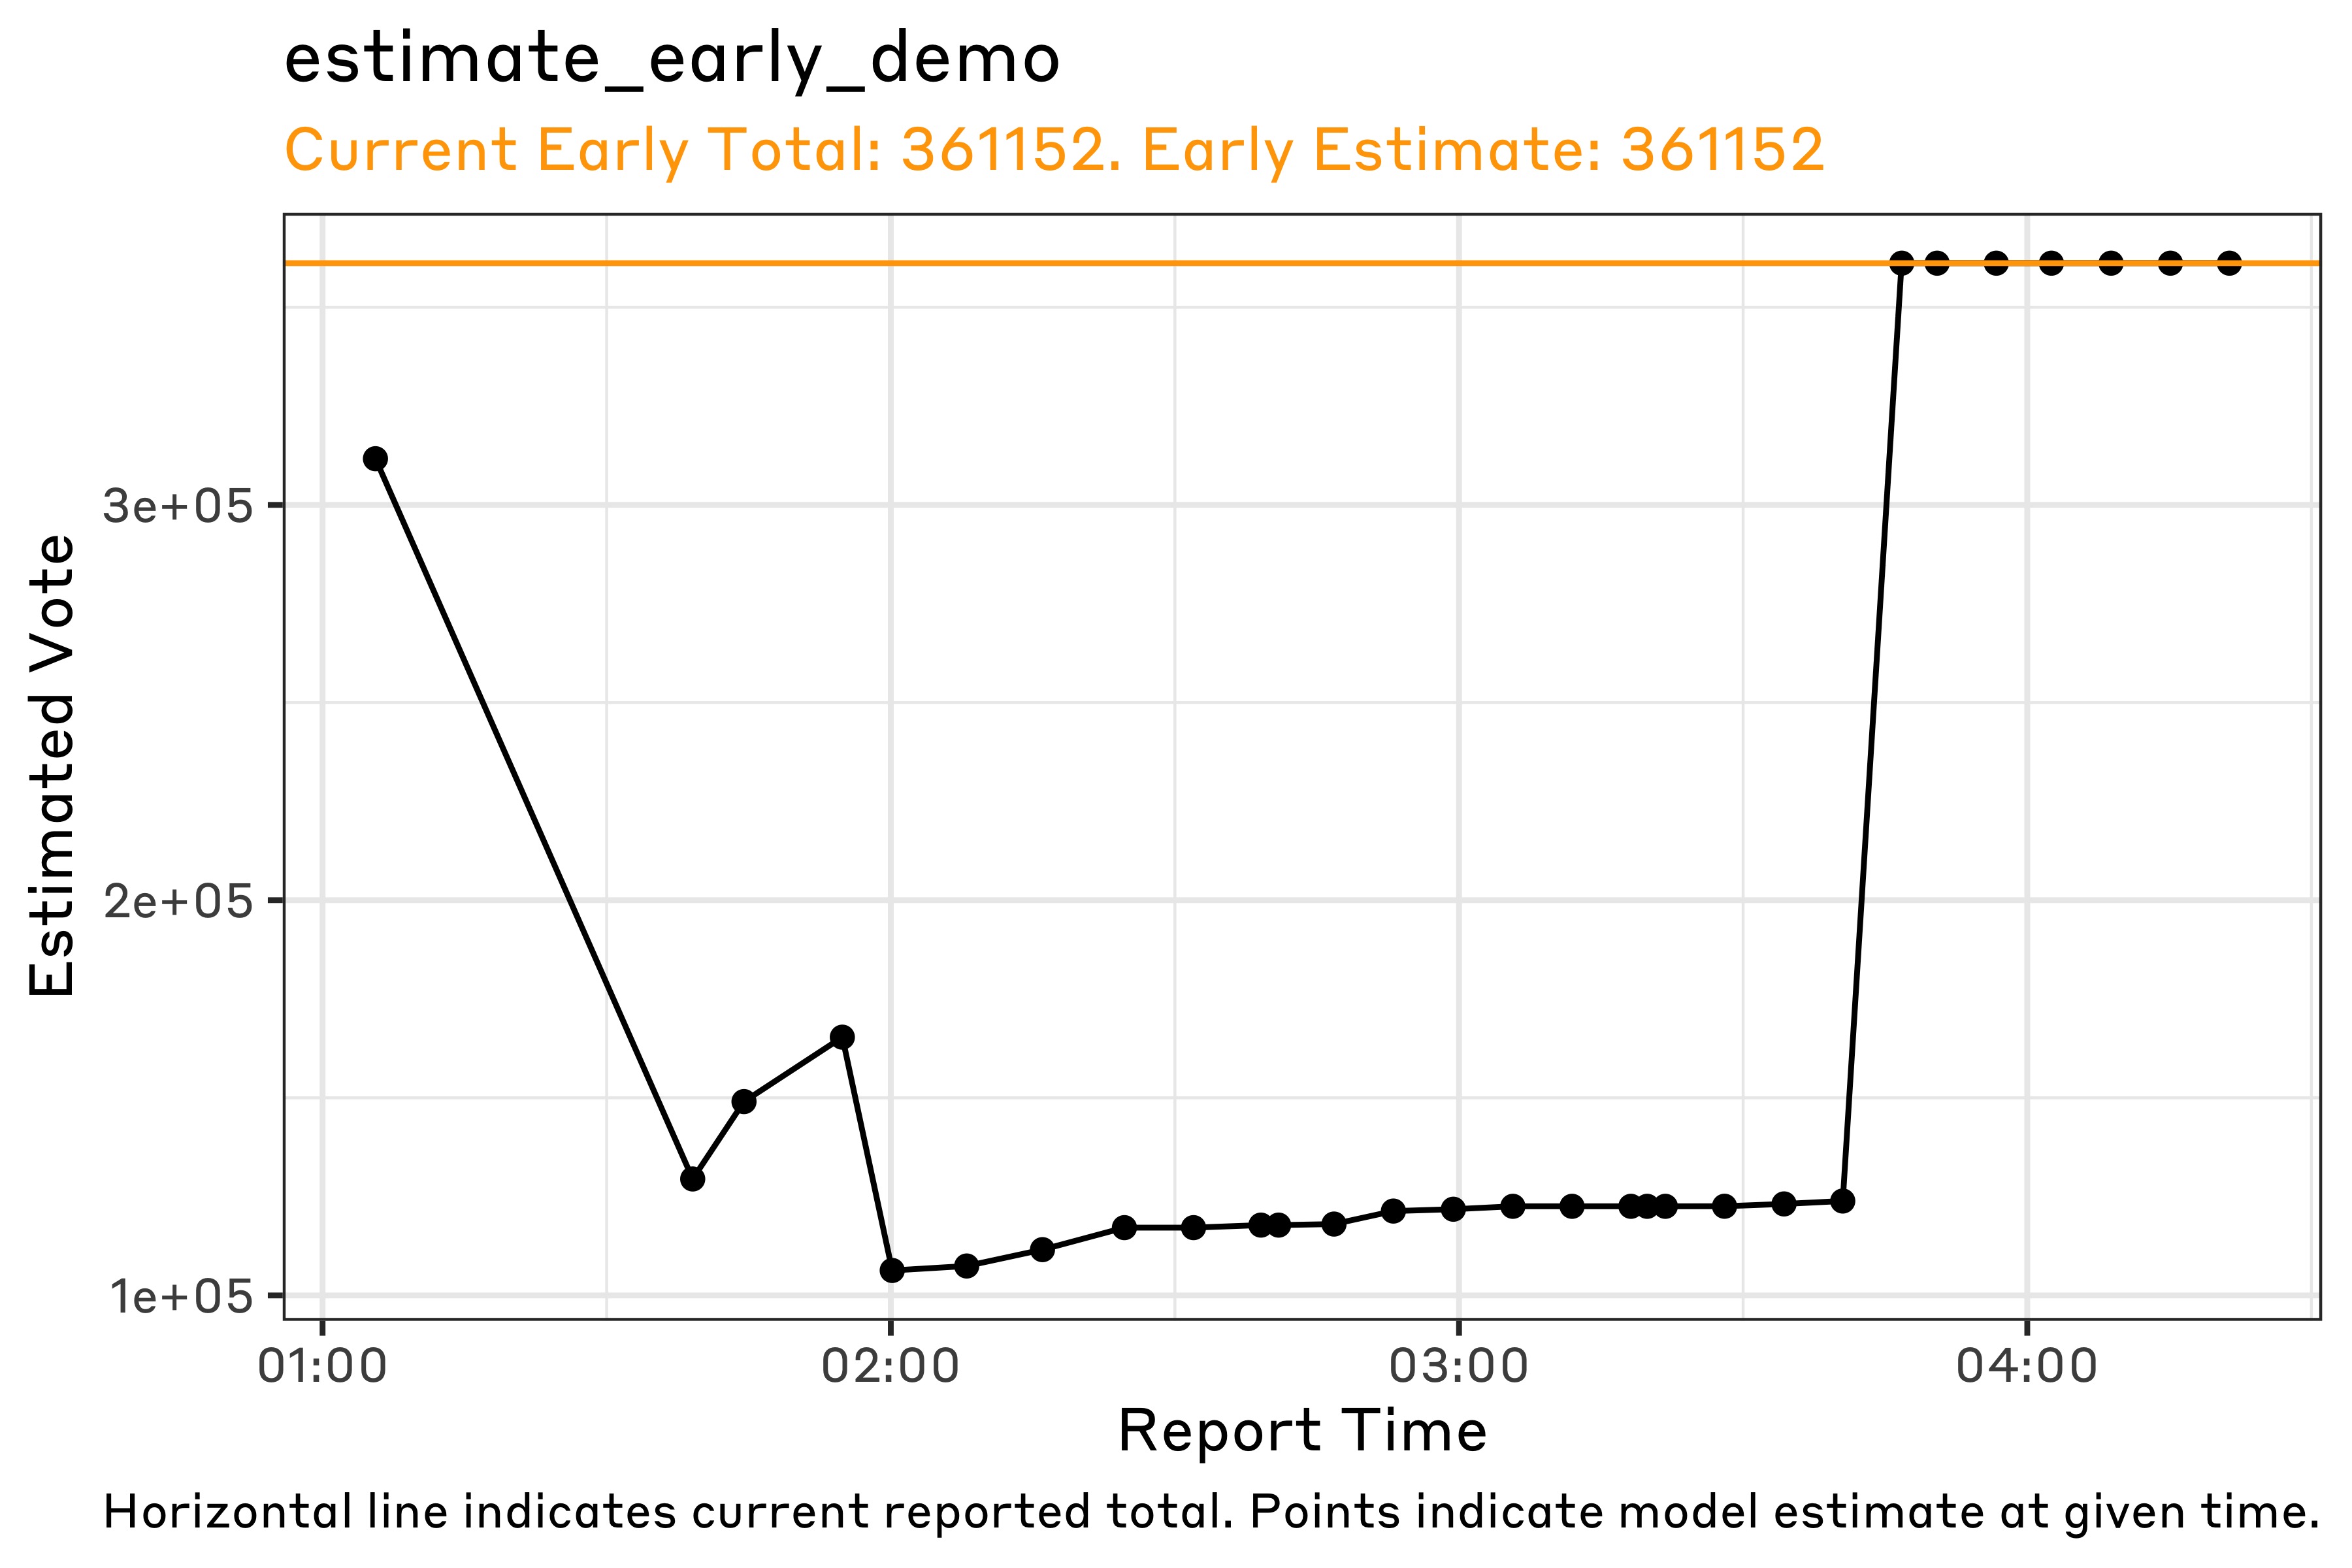 estimate_early_demo
Current Early Total: 361152. Early Estimate: 361152
Estimated Vote
3e+05
2e+05
1e+05
01:00 02:00 03:00 04:00
Report Time
Horizontal line indicates current reported total. Points indicate model estimate at given time.